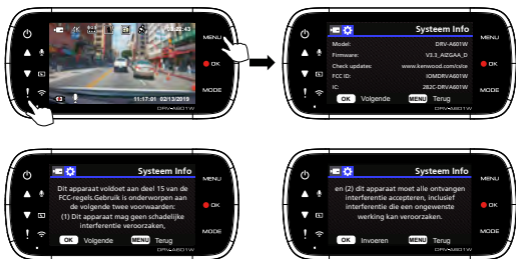 4K
00:22:43
MENU
OK
MODE
11:17:01 02/13/2019
DRV-A601W
Systeem Info
Model: DRV-A601W
Firmware: V3.3_AIZGAA_D
Check updates: www.kenwood.com/cs/ce
FCC ID: IOMDRVA601W
IC: 282C-DRVA601W
OK Volgende MENU Terug
MENU
OK
MODE
DRV-A601W
Systeem Info
Dit apparaat voldoet aan deel 15 van de
FCC-regels.Gebruik is onderworpen aan
de volgende twee voorwaarden:
(1) Dit apparaat mag geen schadelijke
interferentie veroorzaken,
OK Volgende MENU Terug
MENU
OK
MODE
DRV-A601W
Systeem Info
en (2) dit apparaat moet alle ontvangen
interferentie accepteren, inclusief
interferentie die een ongewenste
werking kan veroorzaken.
OK Invoeren MENU Terug
MENU
OK
MODE
DRV-A601W